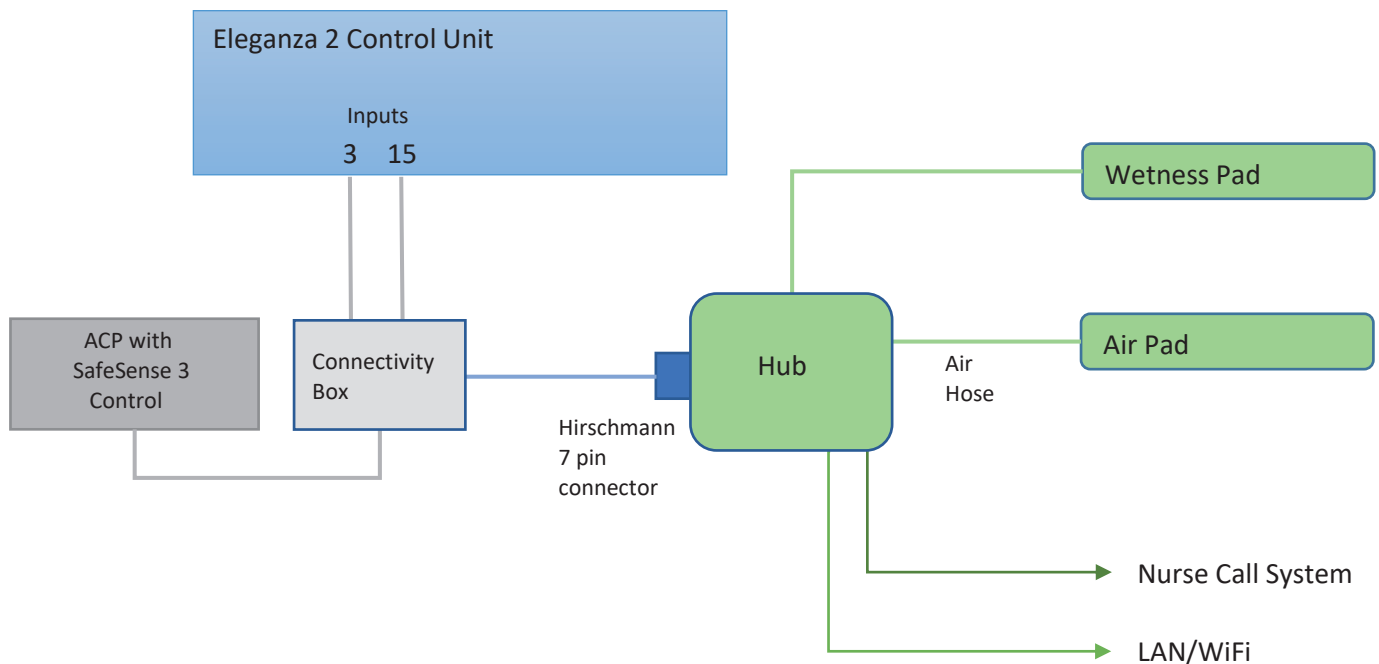 Eleganza 2 Control Unit
Inputs
3 15
Wetness Pad
ACP with
SafeSense 3
Control
Connectivity
Box
Hub
Air
Hose
Air Pad
Hirschmann
7 pin
connector
Nurse Call System
LAN/WiFi